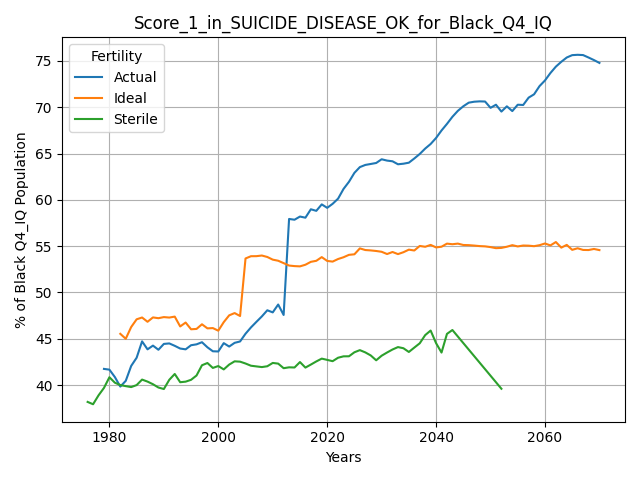 Score_1_in_SUICIDE_DISEASE_OK_for_Black_Q4_IQ
Fertility
Actual
Ideal
Sterile
% of Black Q4_IQ Population
75
70
65
60
55
50
45
40
1980
2000
2020
2040
2060
Years